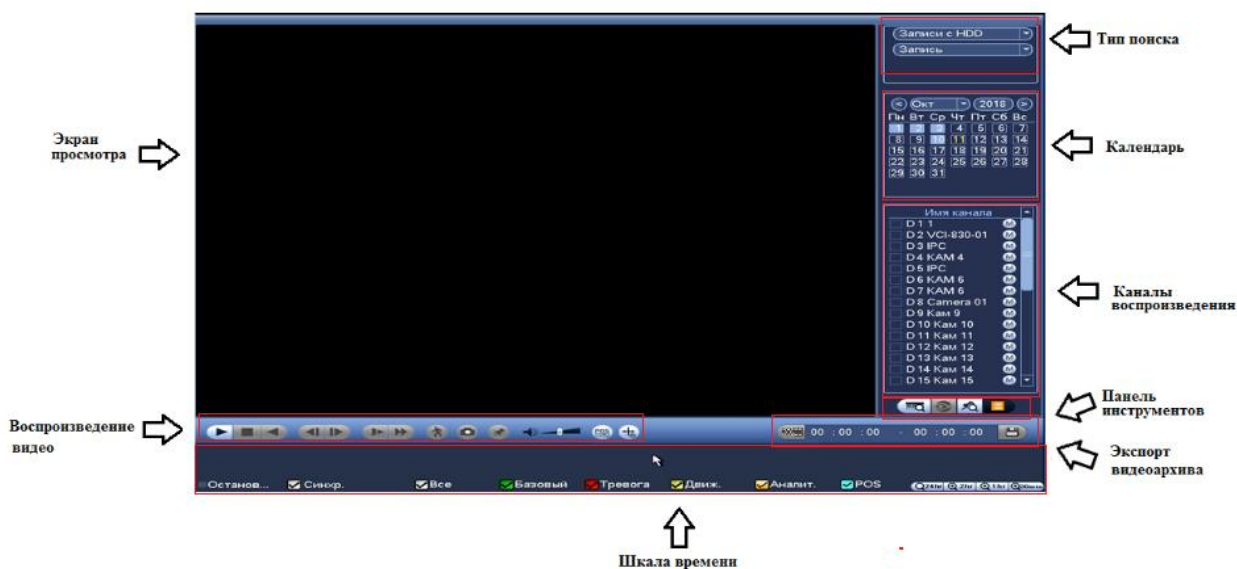 Записи с HDD
Запись
Тип поиска
< Окт 2018 >
Пн Вт Ср Чт Пт Сб Вс
1 2 3 4 5 6 7
8 9 10 11 12 13 14
15 16 17 18 19 20 21
22 23 24 25 26 27 28
29 30 31
Календарь
Экран
просмотра
Имя канала
D 1 1
D 2 VCI-830-01
D 3 IPC
D 4 КАМ 4
D 5 IPC
D 6 КАМ 6
D 7 КАМ 6
D 8 Camera 01
D 9 Кам 9
D 10 Кам 10
D 11 Кам 11
D 12 Кам 12
D 13 Кам 13
D 14 Кам 14
D 15 Кам 15
Каналы
воспроизведения
Панель
инструментов
Воспроизведение
видео
00 :00 :00 - 00 :00 :00
Экспорт
видеоархива
Останов... Синхр. Все Базовый Тревога Движ. Аналит. POS 24hr 2hr 1hr
Шкала времени